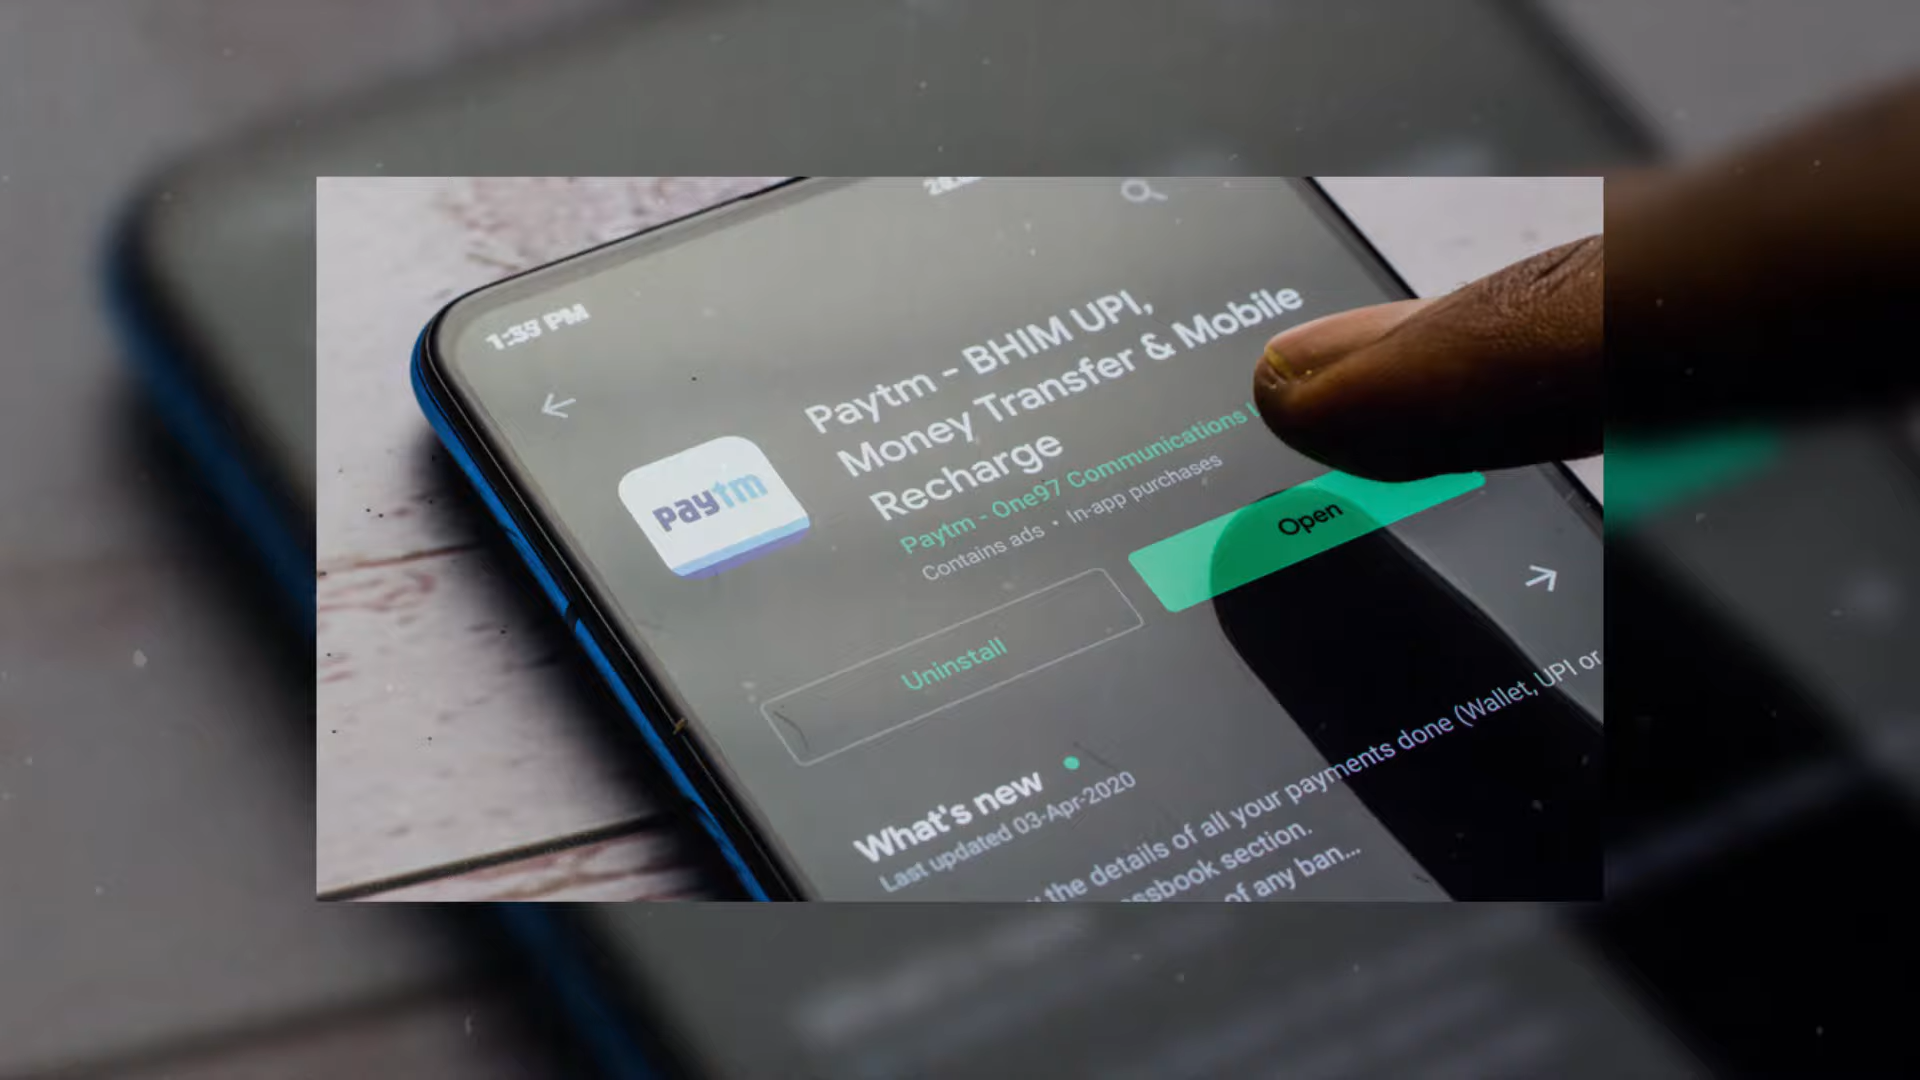 1:37 PM
Paytm - BHIM UPI,
Money Transfer & Mobile
Recharge
Paytm - One97 Communications
Contains ads • In-app purchases
paytm
Open
Uninstall
What's new
Last updated 03-Apr-2020
the details of all your payments done (Wallet, UPI or
ssbook section.
of any ban...